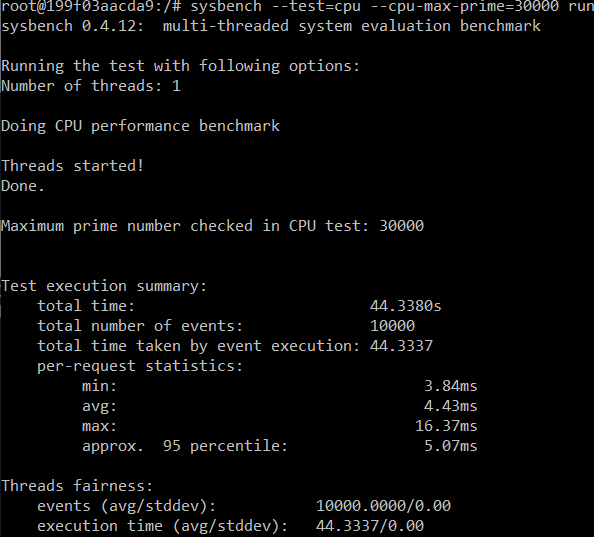 root@199f03aacda9:/# sysbench --test=cpu --cpu-max-prime=30000 run
sysbench 0.4.12:  multi-threaded system evaluation benchmark

Running the test with following options:
Number of threads: 1

Doing CPU performance benchmark

Threads started!
Done.

Maximum prime number checked in CPU test: 30000


Test execution summary:
    total time:                          44.3380s
    total number of events:              10000
    total time taken by event execution: 44.3337
    per-request statistics:
         min:                                  3.84ms
         avg:                                  4.43ms
         max:                                 16.37ms
         approx.  95 percentile:               5.07ms

Threads fairness:
    events (avg/stddev):           10000.0000/0.00
    execution time (avg/stddev):   44.3337/0.00